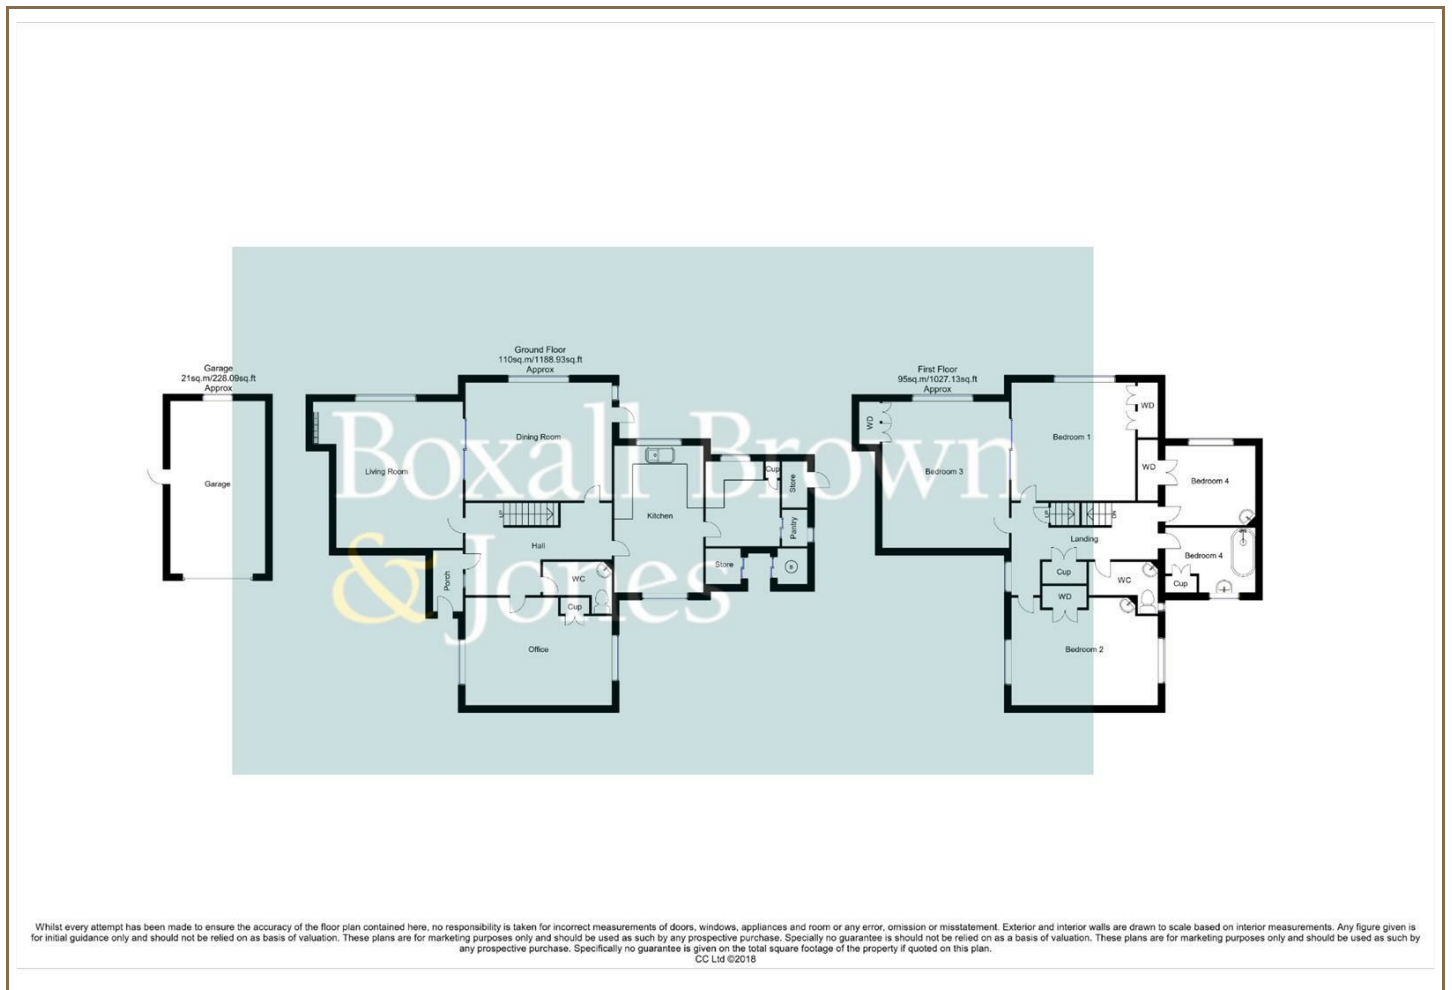 Garage
21sq.m/228.09sq.ft
Approx
Garage
Ground Floor
110sq.m/1188.93sq.ft
Approx
Living Room
Dining Room
Kitchen
Cup
Store
Pantry
Store
B
Hall
Porch
WC
Cup
Office
First Floor
95sq.m/1027.13sq.ft
Approx
WD
Bedroom 3
Bedroom 1
WD
WD
Bedroom 4
Landing
Bedroom 4
Cup
Cup
WC
WD
Bedroom 2
Boxall Brown
& Jones
Whilst every attempt has been made to ensure the accuracy of the floor plan contained here, no responsibility is taken for incorrect measurements of doors, windows, appliances and room or any error, omission or misstatement. Exterior and interior walls are drawn to scale based on interior measurements. Any figure given is
for initial guidance only and should not be relied on as basis of valuation. These plans are for marketing purposes only and should be used as such by any prospective purchase. Specially no guarantee is should not be relied on as a basis of valuation. These plans are for marketing purposes only and should be used as such by
any prospective purchase. Specifically no guarantee is given on the total square footage of the property if quoted on this plan.
CC Ltd ©2018